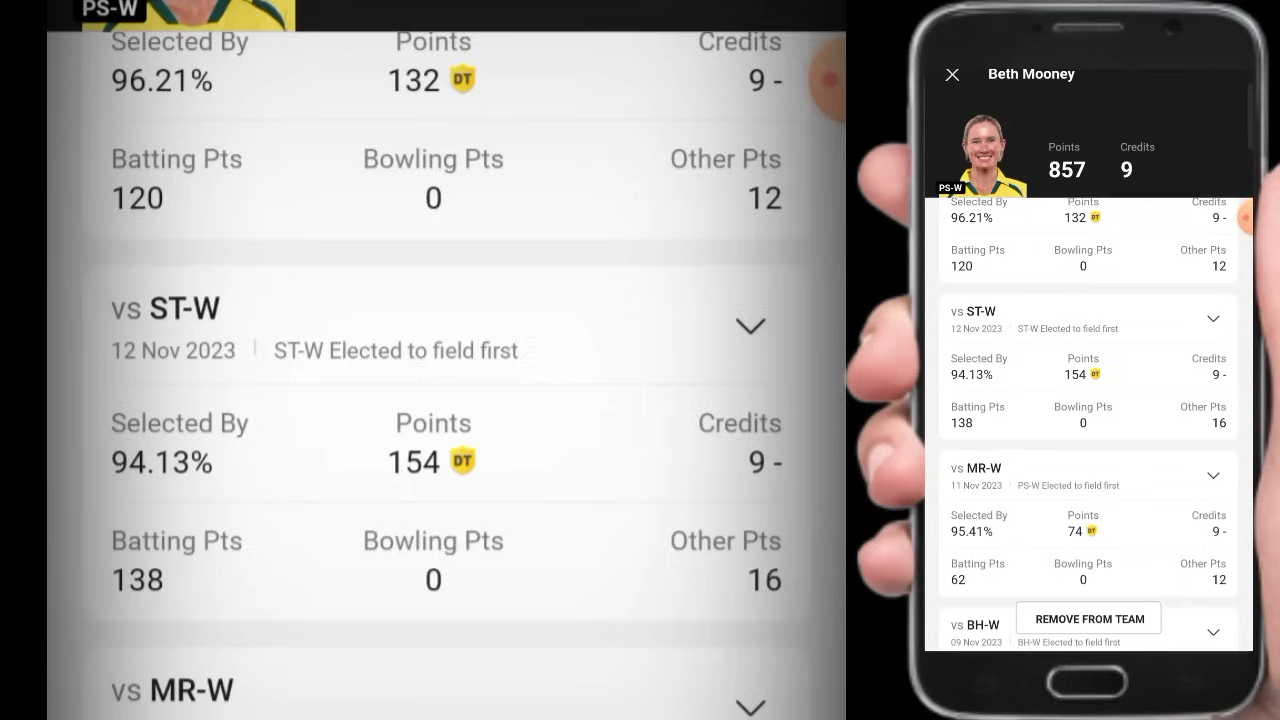 PS-W
Selected By Points Credits
96.21% 132 DT 9 -
Batting Pts Bowling Pts Other Pts
120 0 12
vs ST-W
12 Nov 2023 ST-W Elected to field first
Selected By Points Credits
94.13% 154 DT 9 -
Batting Pts Bowling Pts Other Pts
138 0 16
vs MR-W
Beth Mooney
Points Credits
857 9
PS-W
Selected By Points Credits
96.21% 132 DT 9 -
Batting Pts Bowling Pts Other Pts
120 0 12
vs ST-W
12 Nov 2023 ST-W Elected to field first
Selected By Points Credits
94.13% 154 DT 9 -
Batting Pts Bowling Pts Other Pts
138 0 16
vs MR-W
11 Nov 2023 PS-W Elected to field first
Selected By Points Credits
95.41% 74 DT 9 -
Batting Pts Bowling Pts Other Pts
62 0 12
vs BH-W
REMOVE FROM TEAM
09 Nov 2023 BH-W Elected to field first